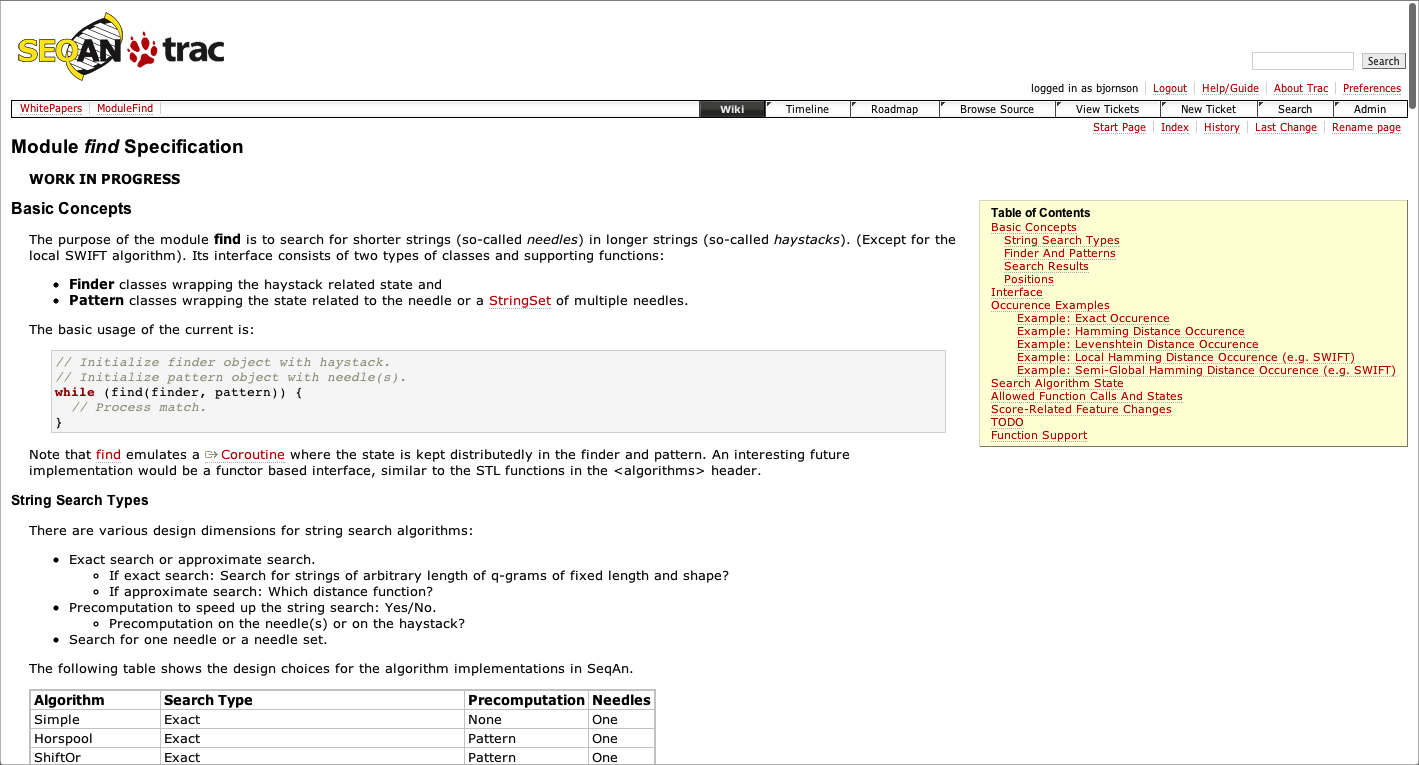 SEQAN trac
Search
logged in as bjornson Logout Help/Guide About Trac Preferences
WhitePapers ModuleFind
Wiki Timeline Roadmap Browse Source View Tickets New Ticket Search Admin
Start Page Index History Last Change Rename page
Module find Specification
WORK IN PROGRESS
Basic Concepts
The purpose of the module find is to search for shorter strings (so-called needles) in longer strings (so-called haystacks). (Except for the
local SWIFT algorithm). Its interface consists of two types of classes and supporting functions:
• Finder classes wrapping the haystack related state and
• Pattern classes wrapping the state related to the needle or a StringSet of multiple needles.
The basic usage of the current is:
// Initialize finder object with haystack.
// Initialize pattern object with needle(s).
while (find(finder, pattern)) {
// Process match.
}
Note that find emulates a Coroutine where the state is kept distributedly in the finder and pattern. An interesting future
implementation would be a functor based interface, similar to the STL functions in the <algorithms> header.
Table of Contents
Basic Concepts
String Search Types
Finder And Patterns
Search Results
Positions
Interface
Occurence Examples
Example: Exact Occurence
Example: Hamming Distance Occurence
Example: Levenshtein Distance Occurence
Example: Local Hamming Distance Occurence (e.g. SWIFT)
Example: Semi-Global Hamming Distance Occurence (e.g. SWIFT)
Search Algorithm State
Allowed Function Calls And States
Score-Related Feature Changes
TODO
Function Support
String Search Types
There are various design dimensions for string search algorithms:
• Exact search or approximate search.
◦ If exact search: Search for strings of arbitrary length of q-grams of fixed length and shape?
◦ If approximate search: Which distance function?
• Precomputation to speed up the string search: Yes/No.
◦ Precomputation on the needle(s) or on the haystack?
• Search for one needle or a needle set.
The following table shows the design choices for the algorithm implementations in SeqAn.
Algorithm Search Type Precomputation Needles
Simple Exact None One
Horspool Exact Pattern One
ShiftOr Exact Pattern One